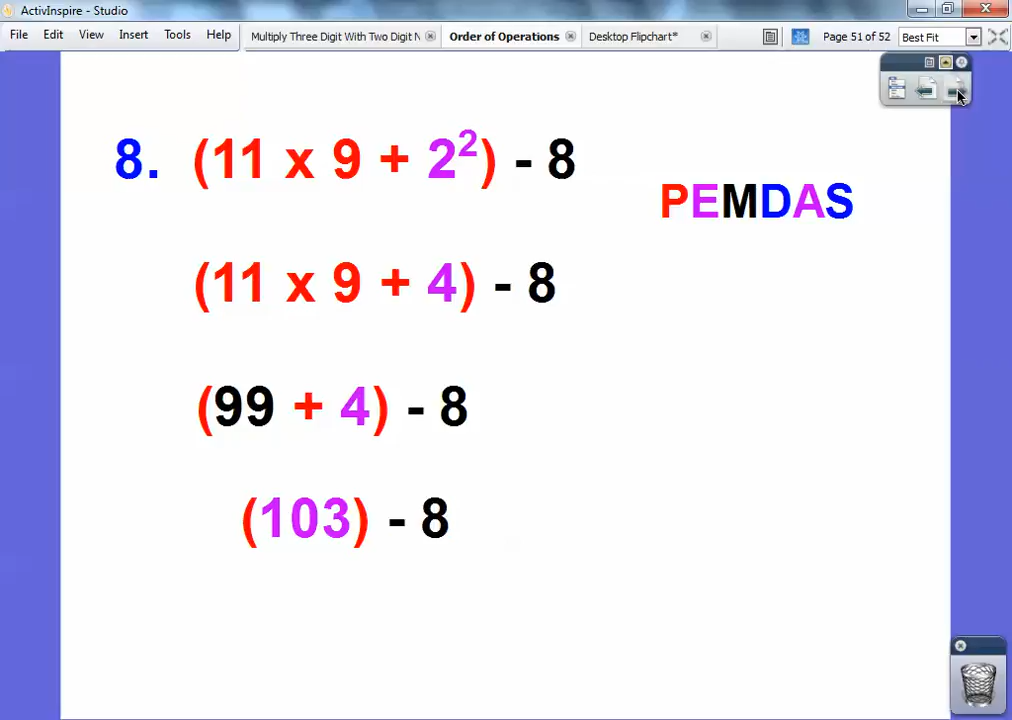 ActivInspire - Studio
File Edit View Insert Tools Help
Multiply Three Digit With Two Digit N
Order of Operations
Desktop Flipchart*
Page 51 of 52
Best Fit
8. (11 x 9 + 2²) - 8
PEMDAS
(11 x 9 + 4) - 8
(99 + 4) - 8
(103) - 8